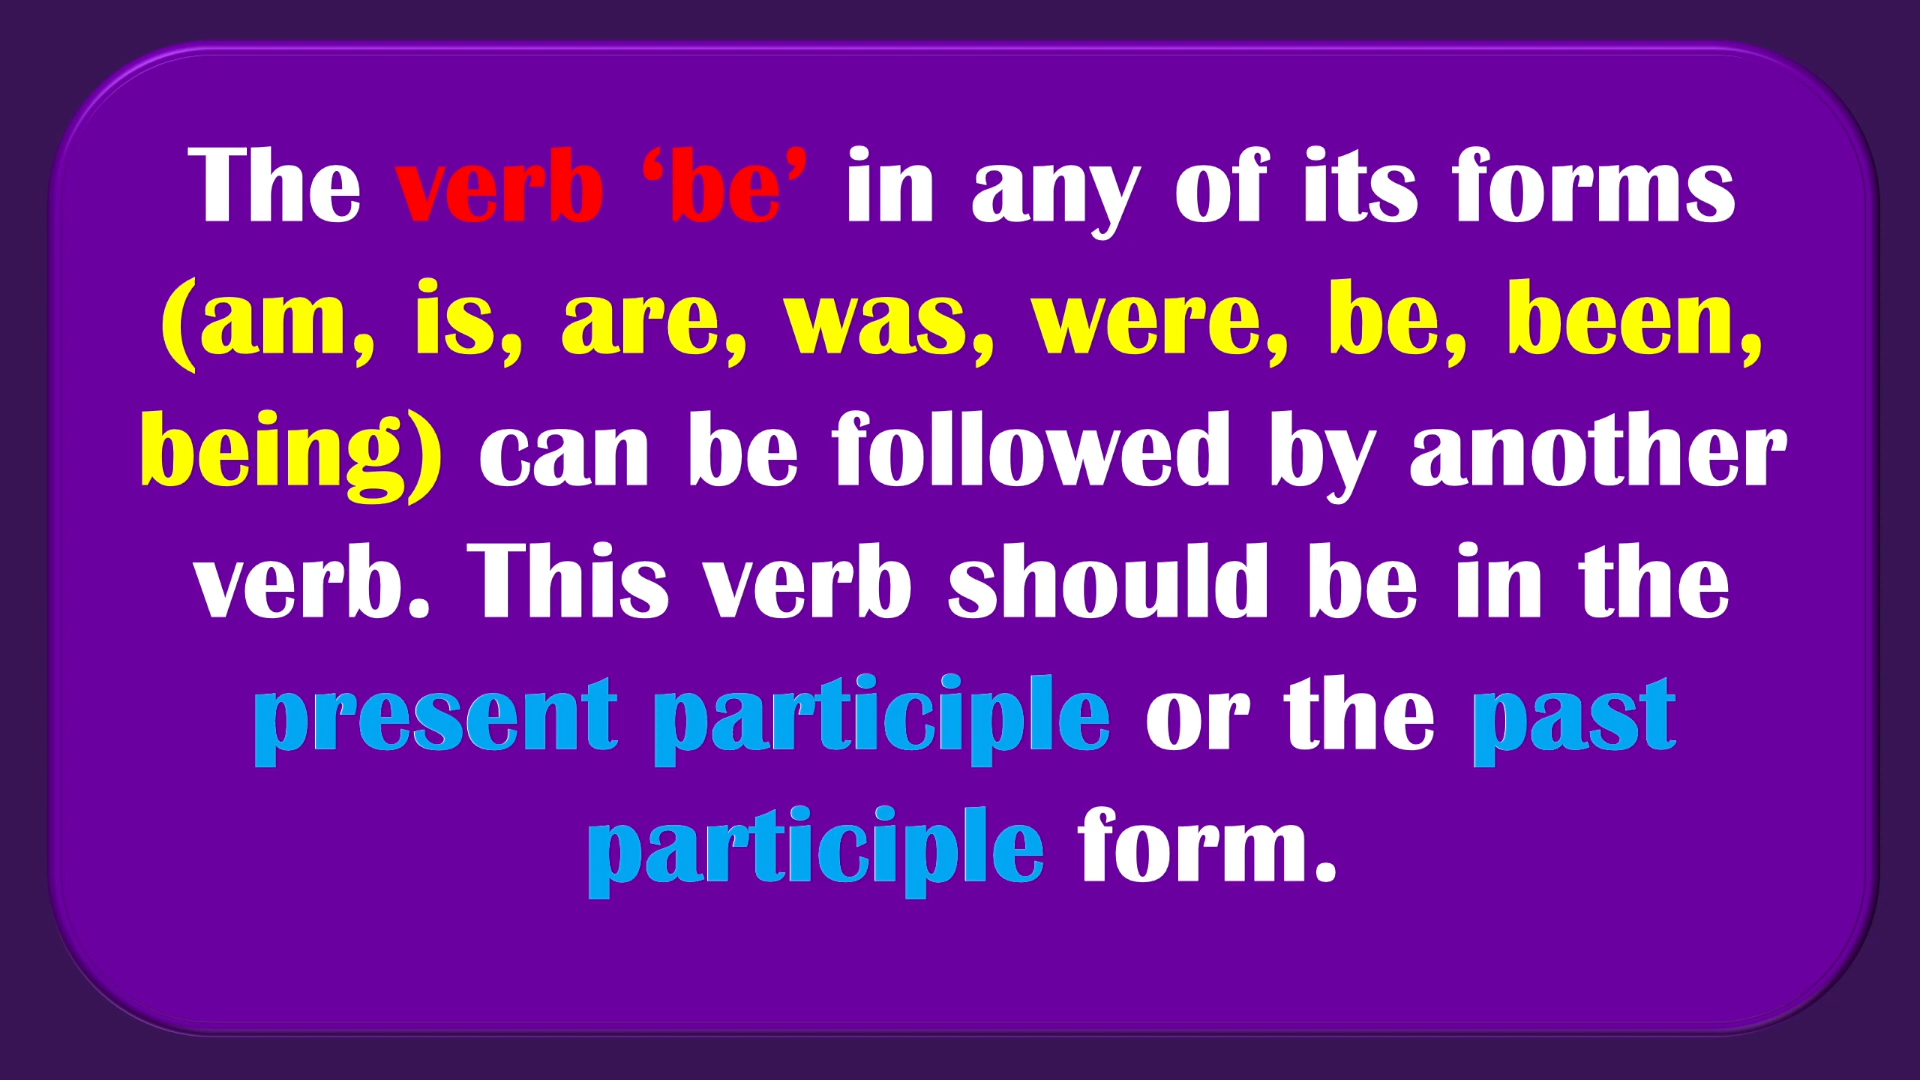 The verb ‘be’ in any of its forms
(am, is, are, was, were, be, been,
being) can be followed by another
verb. This verb should be in the
present participle or the past
participle form.